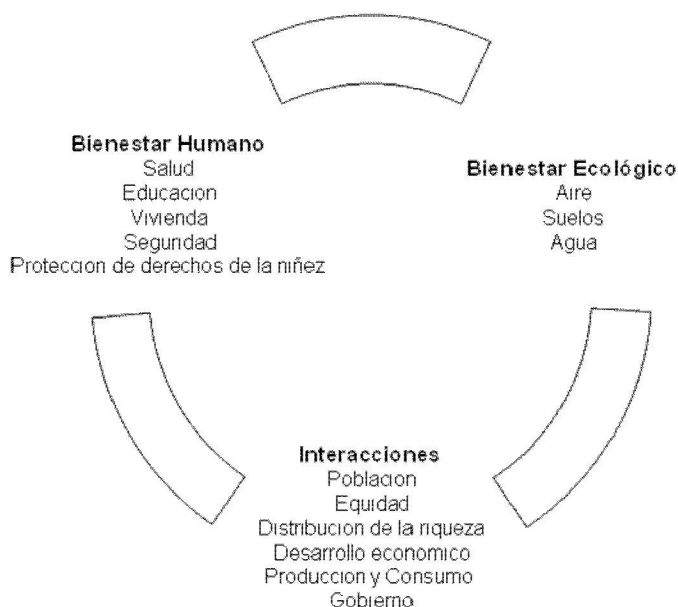 Bienestar Humano
Salud
Educacion
Vivienda
Seguridad
Proteccion de derechos de la niñez
Bienestar Ecológico
Aire
Suelos
Agua
Interacciones
Poblacion
Equidad
Distribucion de la riqueza
Desarrollo economico
Produccion y Consumo
Gobierno